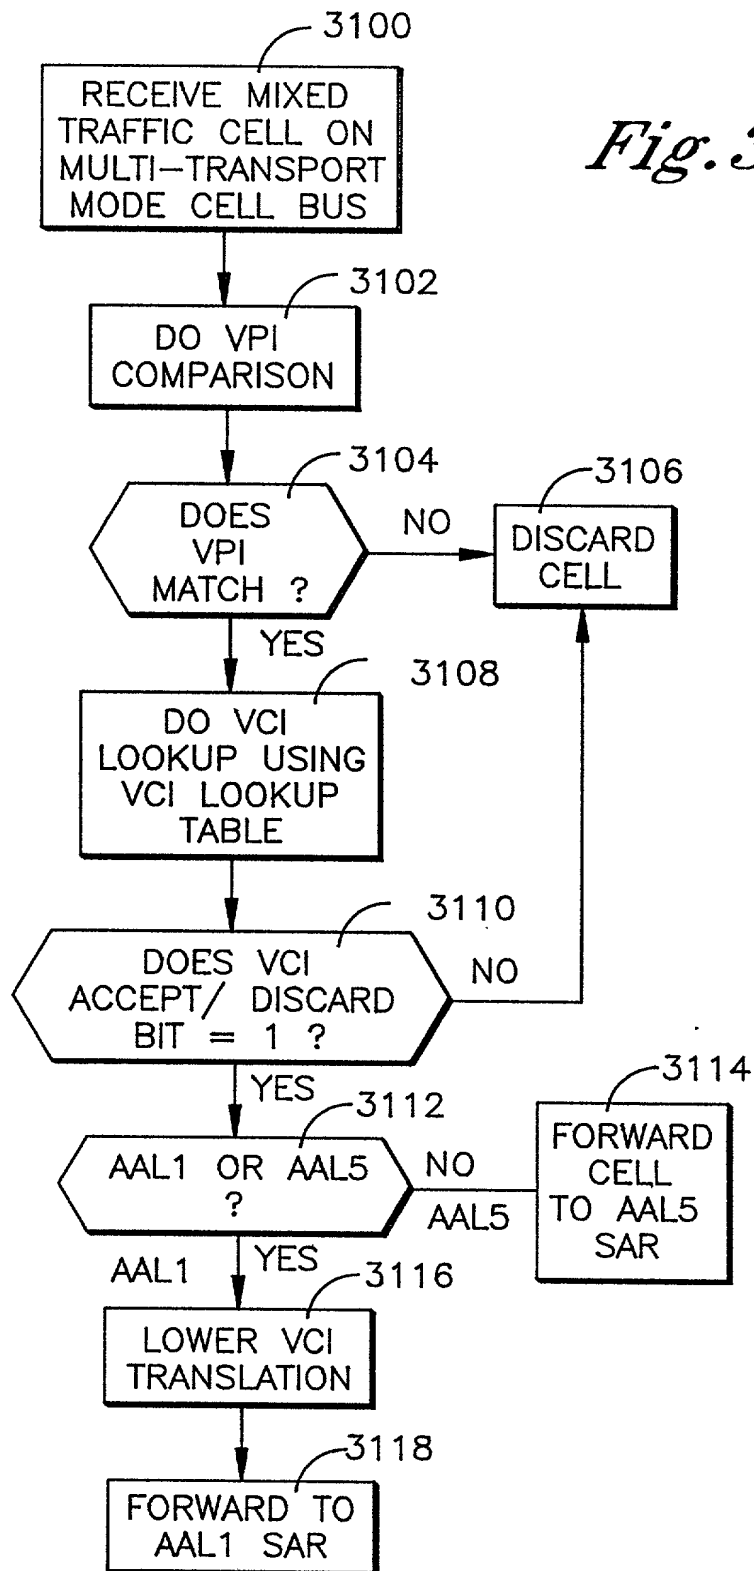 3100
RECEIVE MIXED
TRAFFIC CELL ON
MULTI-TRANSPORT
MODE CELL BUS
Fig. 3
3102
DO VPI
COMPARISON
3104
DOES
VPI
MATCH ?
NO
3106
DISCARD
CELL
YES
3108
DO VCI
LOOKUP USING
VCI LOOKUP
TABLE
3110
DOES VCI
ACCEPT/ DISCARD
BIT = 1 ?
NO
YES
3112
AAL1 OR AAL5
?
NO
AAL5
3114
FORWARD
CELL
TO AAL5
SAR
AAL1
YES
3116
LOWER VCI
TRANSLATION
3118
FORWARD TO
AAL1 SAR